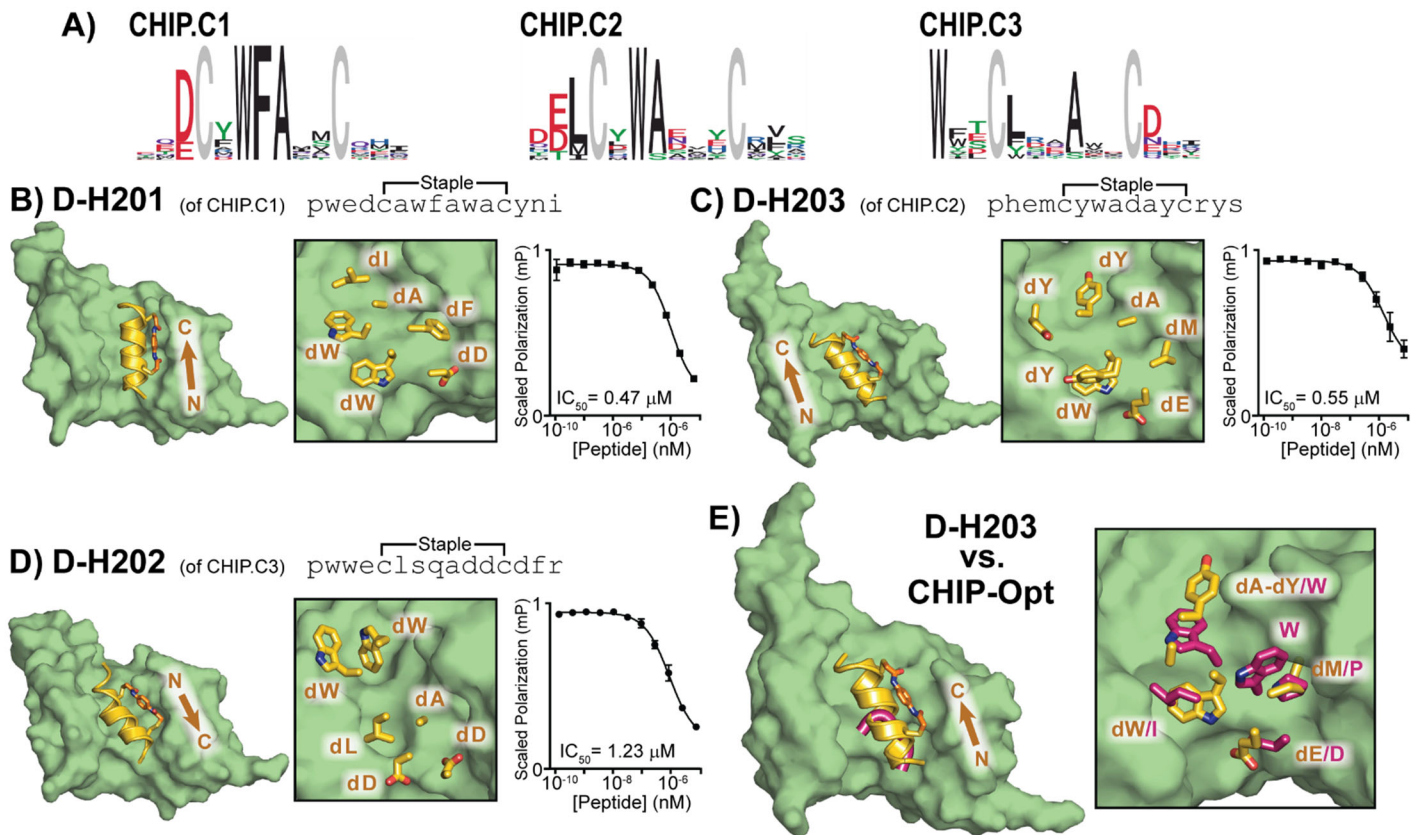 A)
CHIP.C1
CHIP.C2
CHIP.C3
B) D-H201 (of CHIP.C1)
Staple
pwedcawfawacyni
C
N
dI
dA
dF
dW
dD
dW
Scaled Polarization (mP)
1
0
IC50= 0.47 μM
10-10 10-8 10-6
[Peptide] (nM)
C) D-H203 (of CHIP.C2)
Staple
phemcywadaycrys
C
N
dY
dY
dA
dM
dY
dW
dE
Scaled Polarization (mP)
1
0
IC50= 0.55 μM
10-10 10-8 10-6
[Peptide] (nM)
D) D-H202 (of CHIP.C3)
Staple
pwweclsqaddcdfr
N
C
dW
dW
dA
dL
dD
dD
Scaled Polarization (mP)
1
0
IC50= 1.23 μM
10-10 10-8 10-6
[Peptide] (nM)
E)
D-H203
vs.
CHIP-Opt
C
N
dA-dY/W
W
dM/P
dW/I
dE/D